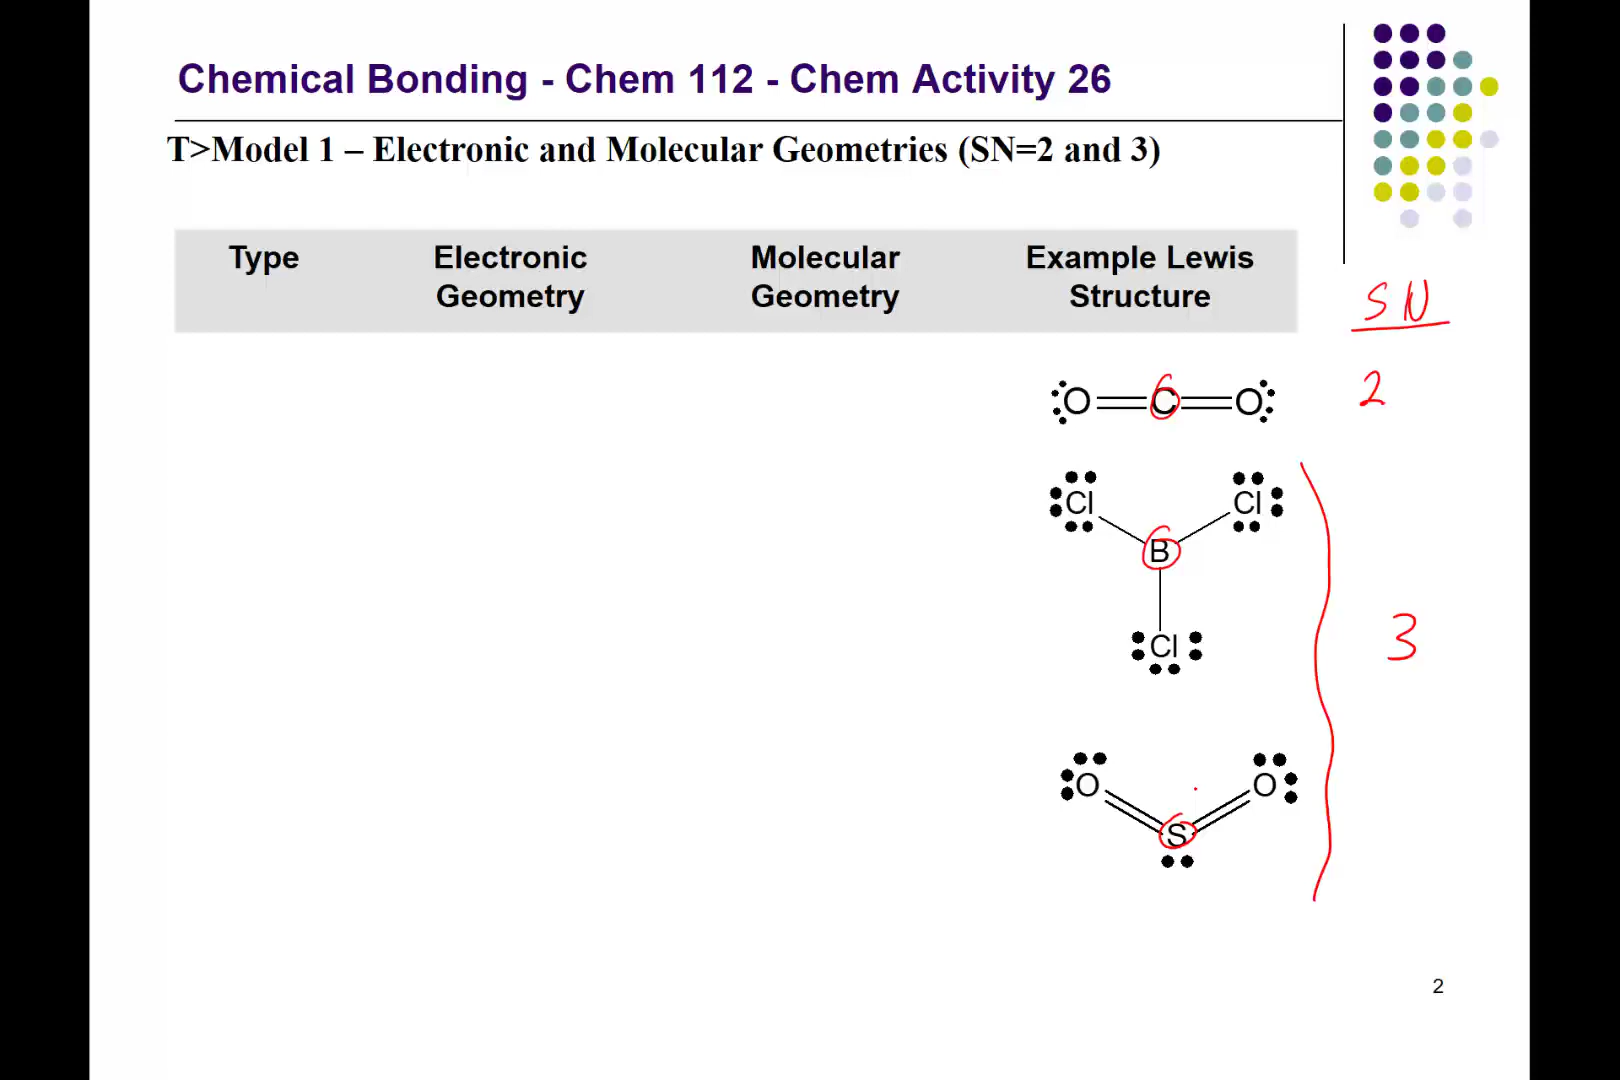 Chemical Bonding - Chem 112 - Chem Activity 26
T>Model 1 – Electronic and Molecular Geometries (SN=2 and 3)
Type Electronic Geometry Molecular Geometry Example Lewis Structure
SN
O C O
2
Cl Cl
B
Cl
3
O O
S
2